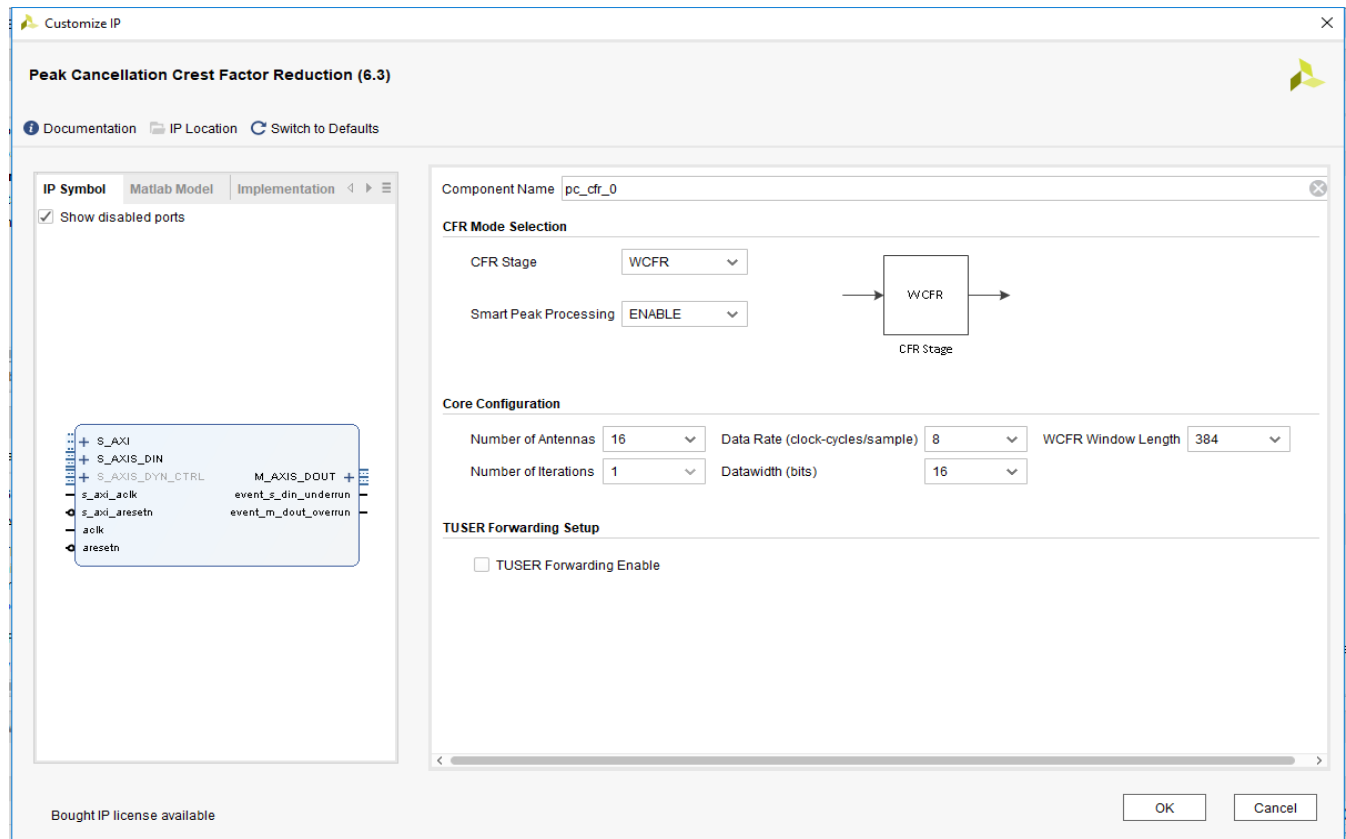 Customize IP
Peak Cancellation Crest Factor Reduction (6.3)
Documentation IP Location Switch to Defaults
IP Symbol Matlab Model Implementation
Show disabled ports
S_AXI
S_AXIS_DIN
S_AXIS_DYN_CTRL M_AXIS_DOUT
s_axi_aclk event_s_din_underrun
s_axi_aresetn event_m_dout_overrun
aclk
aresetn
Component Name pc_cfr_0
CFR Mode Selection
CFR Stage WCFR
WCFR
Smart Peak Processing ENABLE
CFR Stage
Core Configuration
Number of Antennas 16 Data Rate (clock-cycles/sample) 8 WCFR Window Length 384
Number of Iterations 1 Datawidth (bits) 16
TUSER Forwarding Setup
TUSER Forwarding Enable
Bought IP license available
OK Cancel